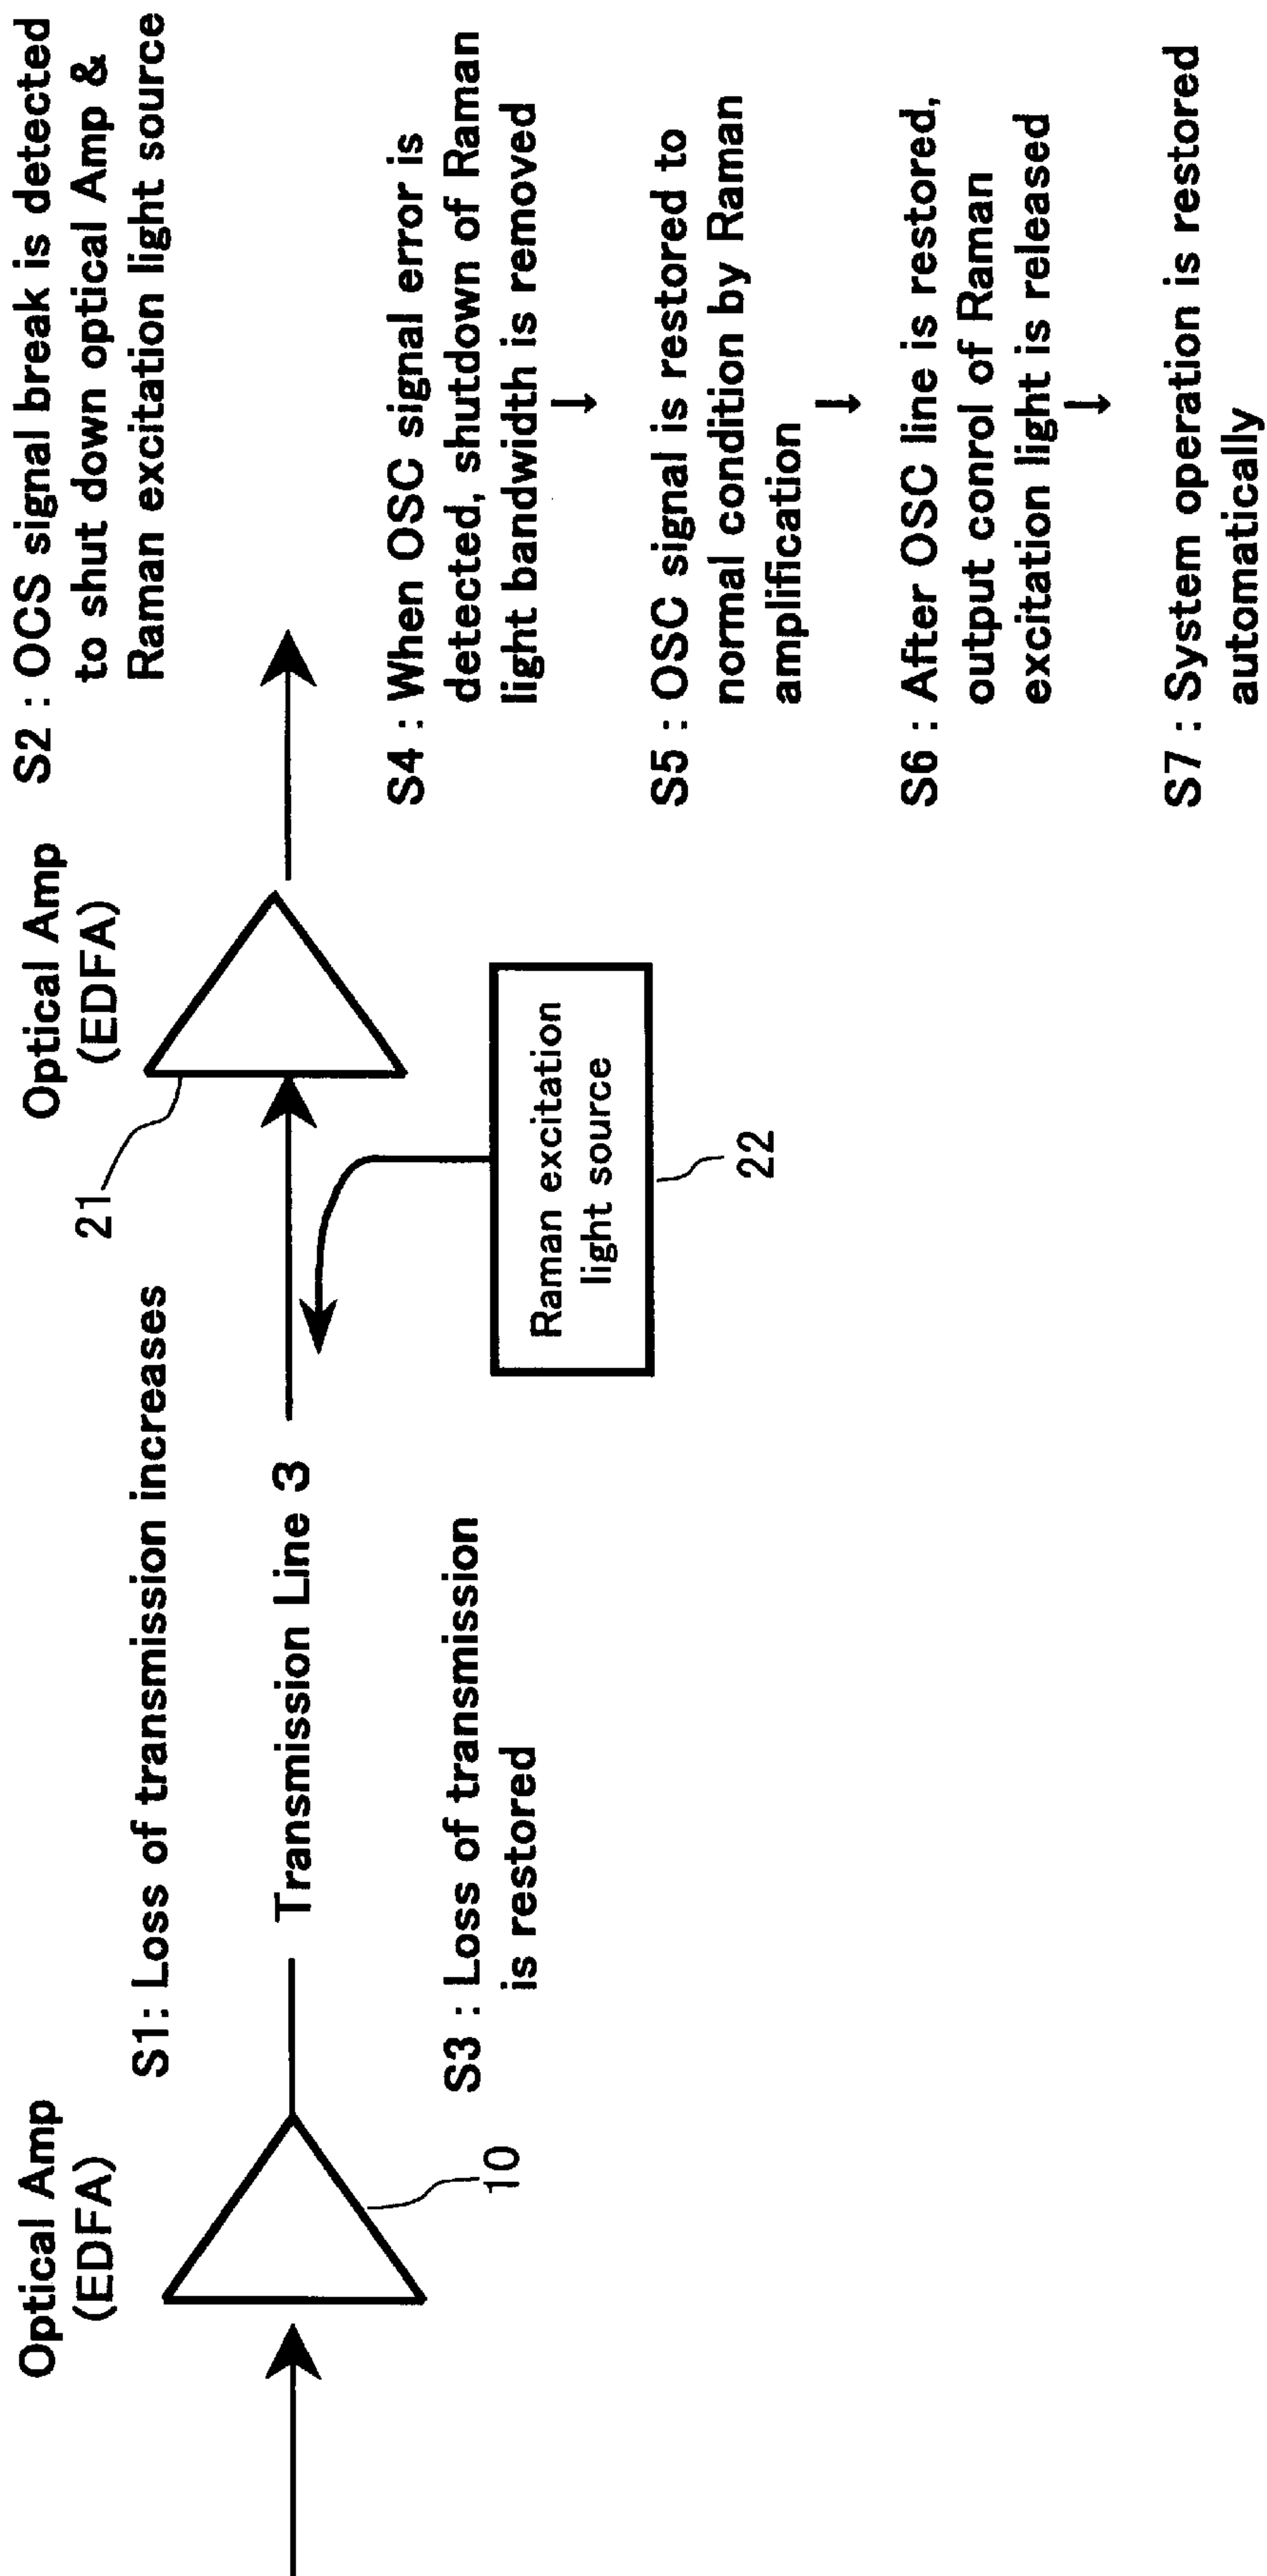 Optical Amp
(EDFA)
10
S1: Loss of transmission increases
Transmission Line 3
S3 : Loss of transmission
is restored
Optical Amp
(EDFA)
21
Raman excitation
light source
22
S2 : OCS signal break is detected
to shut down optical Amp &
Raman excitation light source
S4 : When OSC signal error is
detected, shutdown of Raman
light bandwidth is removed
↓
S5 : OSC signal is restored to
normal condition by Raman
amplification
↓
S6 : After OSC line is restored,
output conrol of Raman
excitation light is released
↓
S7 : System operation is restored
automatically